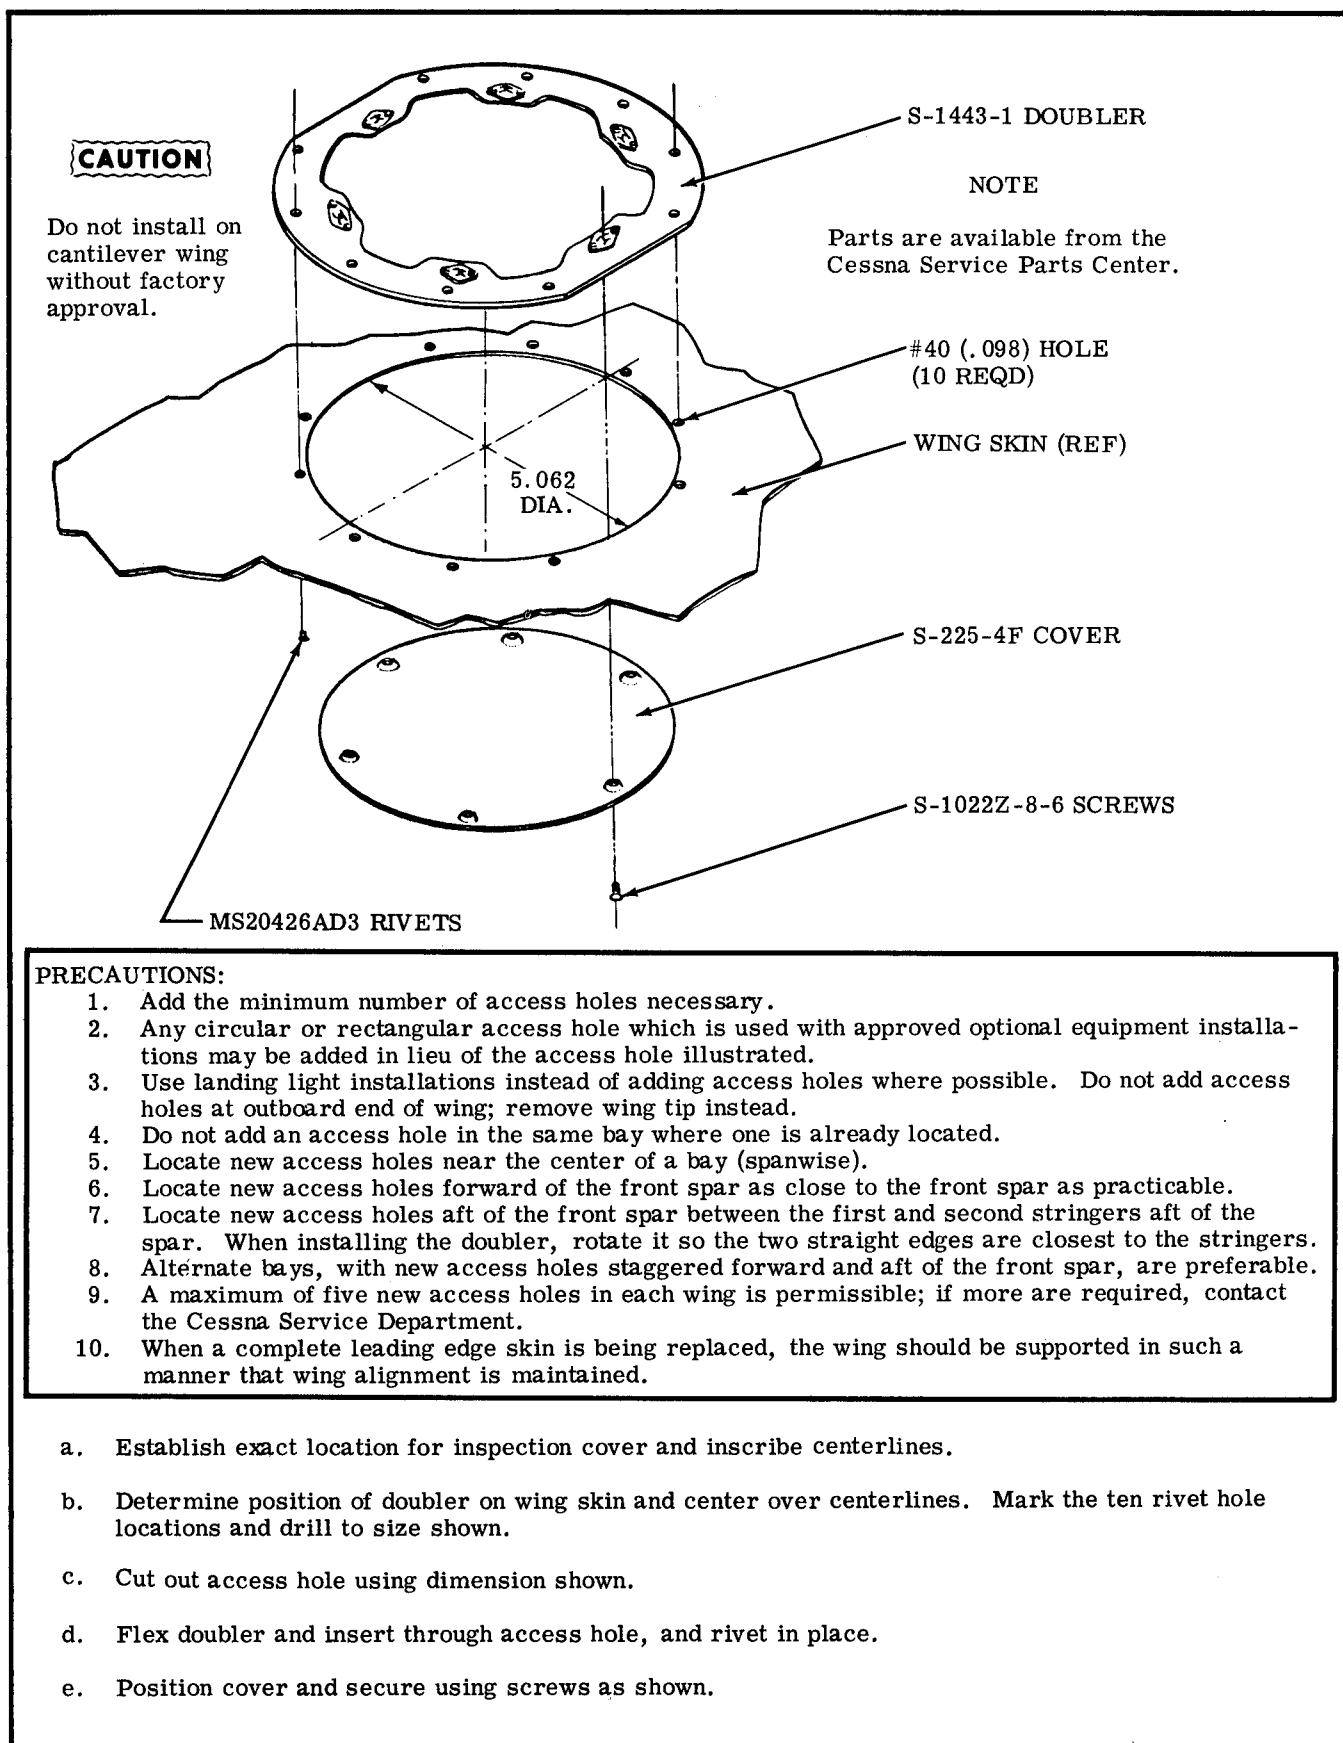 CAUTION
Do not install on
cantilever wing
without factory
approval.
S-1443-1 DOUBLER
NOTE
Parts are available from the
Cessna Service Parts Center.
#40 (.098) HOLE
(10 REQD)
WING SKIN (REF)
5.062
DIA.
S-225-4F COVER
S-1022Z-8-6 SCREWS
MS20426AD3 RIVETS
PRECAUTIONS:
1. Add the minimum number of access holes necessary.
2. Any circular or rectangular access hole which is used with approved optional equipment installa-
tions may be added in lieu of the access hole illustrated.
3. Use landing light installations instead of adding access holes where possible. Do not add access
holes at outboard end of wing; remove wing tip instead.
4. Do not add an access hole in the same bay where one is already located.
5. Locate new access holes near the center of a bay (spanwise).
6. Locate new access holes forward of the front spar as close to the front spar as practicable.
7. Locate new access holes aft of the front spar between the first and second stringers aft of the
spar. When installing the doubler, rotate it so the two straight edges are closest to the stringers.
8. Alternate bays, with new access holes staggered forward and aft of the front spar, are preferable.
9. A maximum of five new access holes in each wing is permissible; if more are required, contact
the Cessna Service Department.
10. When a complete leading edge skin is being replaced, the wing should be supported in such a
manner that wing alignment is maintained.
a. Establish exact location for inspection cover and inscribe centerlines.
b. Determine position of doubler on wing skin and center over centerlines. Mark the ten rivet hole
locations and drill to size shown.
c. Cut out access hole using dimension shown.
d. Flex doubler and insert through access hole, and rivet in place.
e. Position cover and secure using screws as shown.